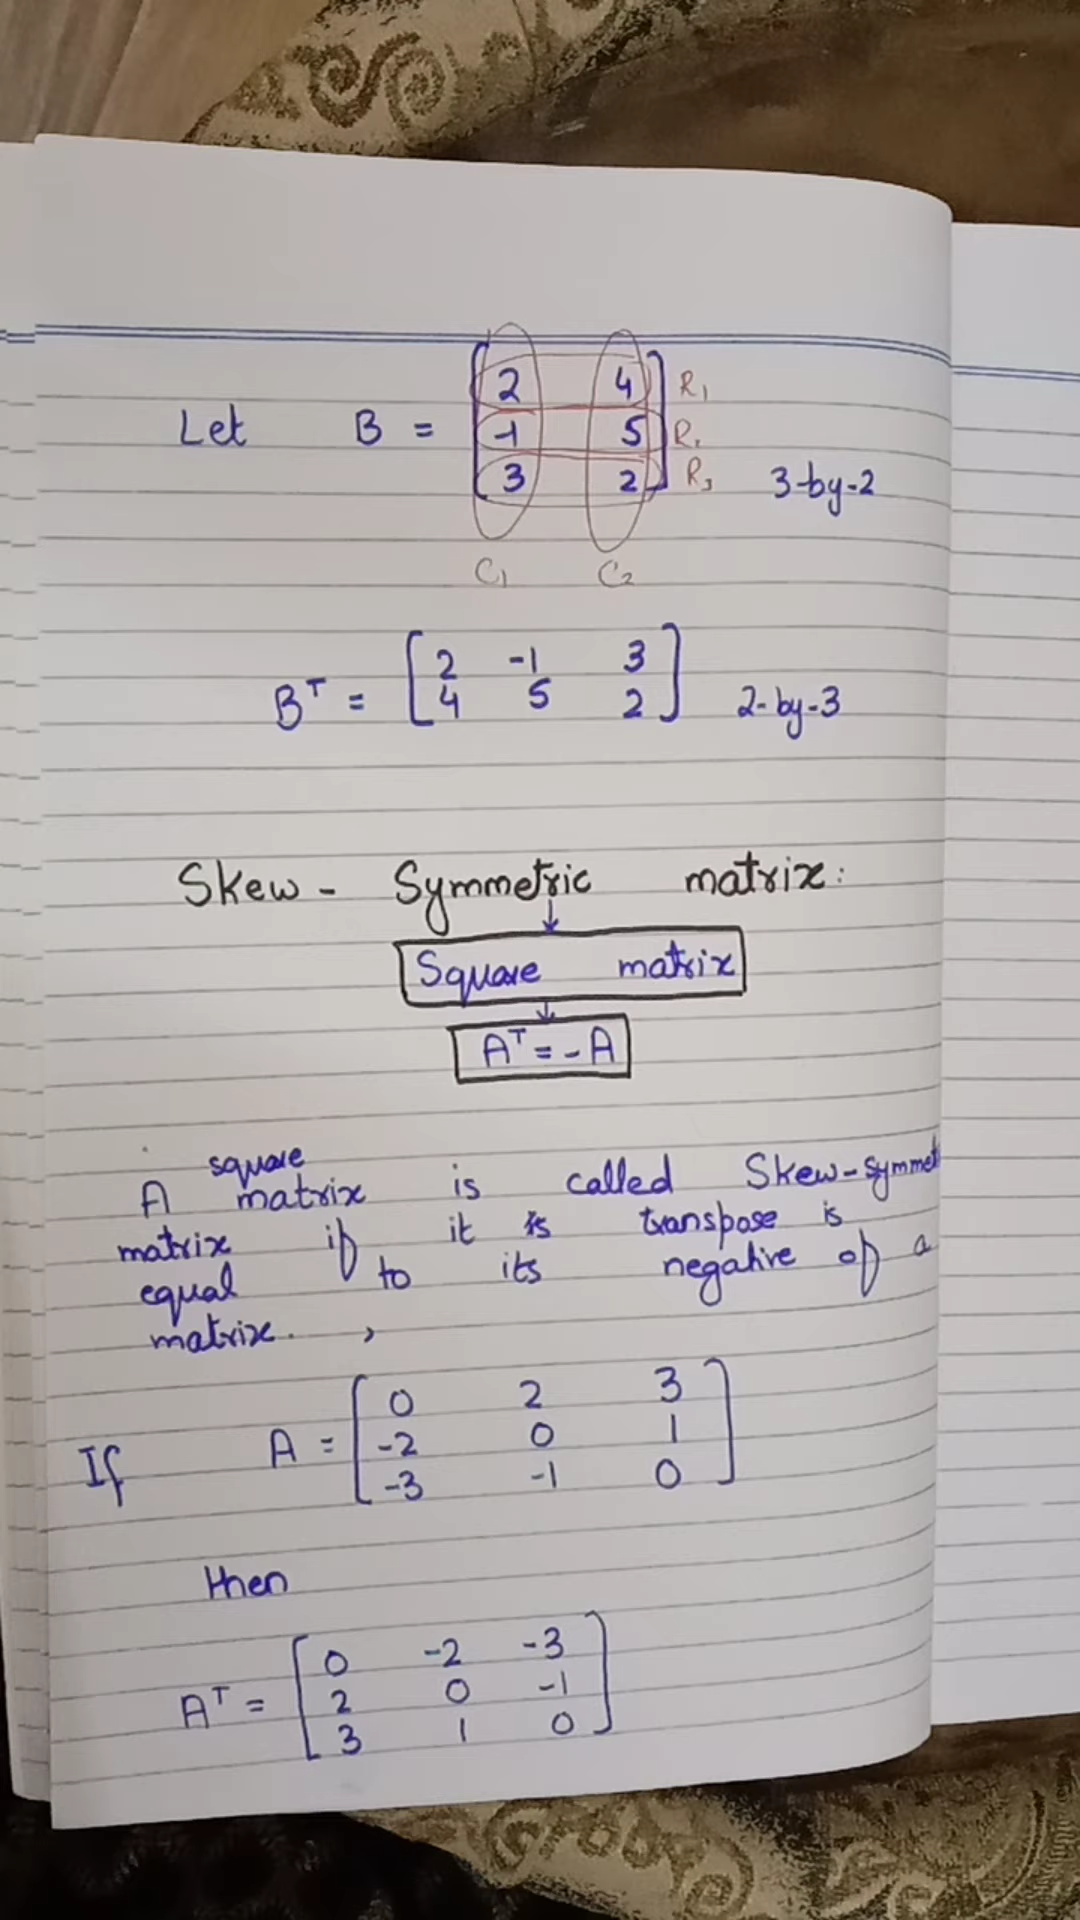 2 4 R₁
Let B = -1 5 R₂
3 2 R₃ 3-by-2
C₁ C₂
2 -1 3
Bᵀ = 4 5 2 2-by-3
Skew - Symmetric matrix:
Square matrix
Aᵀ = -A
square
A matrix is called Skew-symmet
matrix if it is transpose is
equal to its negative of a
matrix. ,
0 2 3
If A = -2 0 1
-3 -1 0
then
0 -2 -3
Aᵀ = 2 0 -1
3 1 0